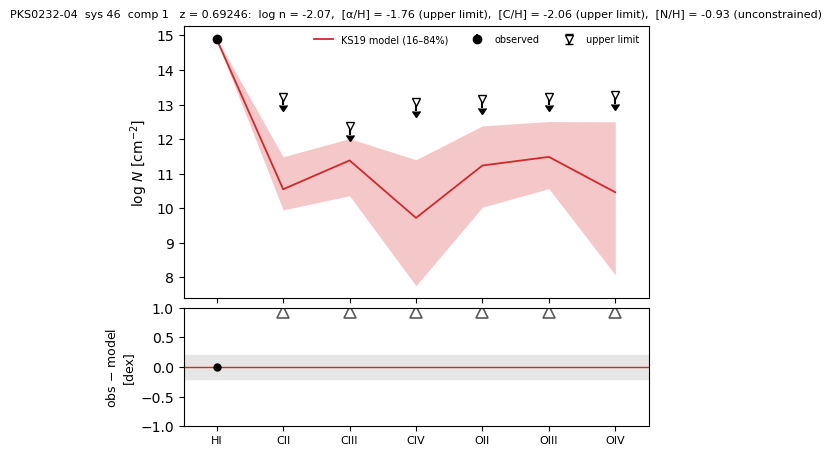 PKS0232-04  sys 46  comp 1   z = 0.69246:  log n = -2.07,  [α/H] = -1.76 (upper limit),  [C/H] = -2.06 (upper limit),  [N/H] = -0.93 (unconstrained)
KS19 model (16–84%)   observed   upper limit
15
14
13
12
11
10
9
8
log N [cm⁻²]
1.0
0.5
0.0
−0.5
−1.0
obs − model
[dex]
HI CII CIII CIV OII OIII OIV